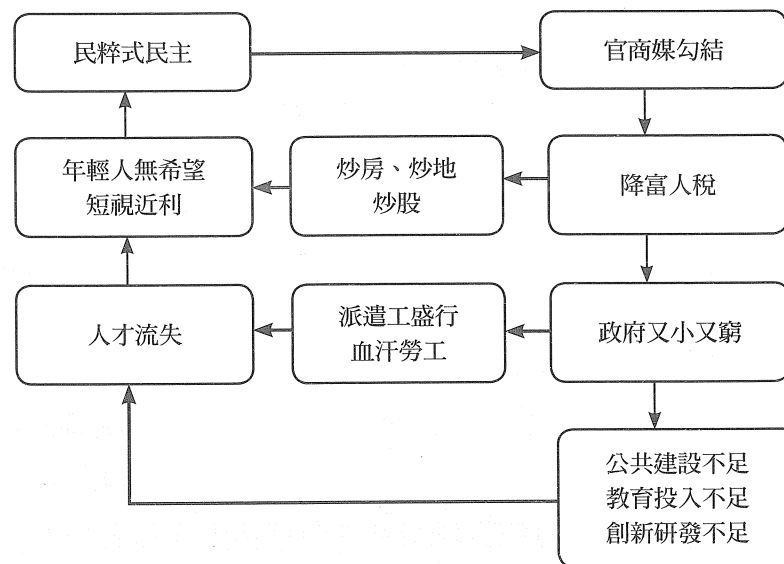 民粹式民主
官商媒勾結
年輕人無希望
短視近利
炒房、炒地
炒股
降富人稅
人才流失
派遣工盛行
血汗勞工
政府又小又窮
公共建設不足
教育投入不足
創新研發不足